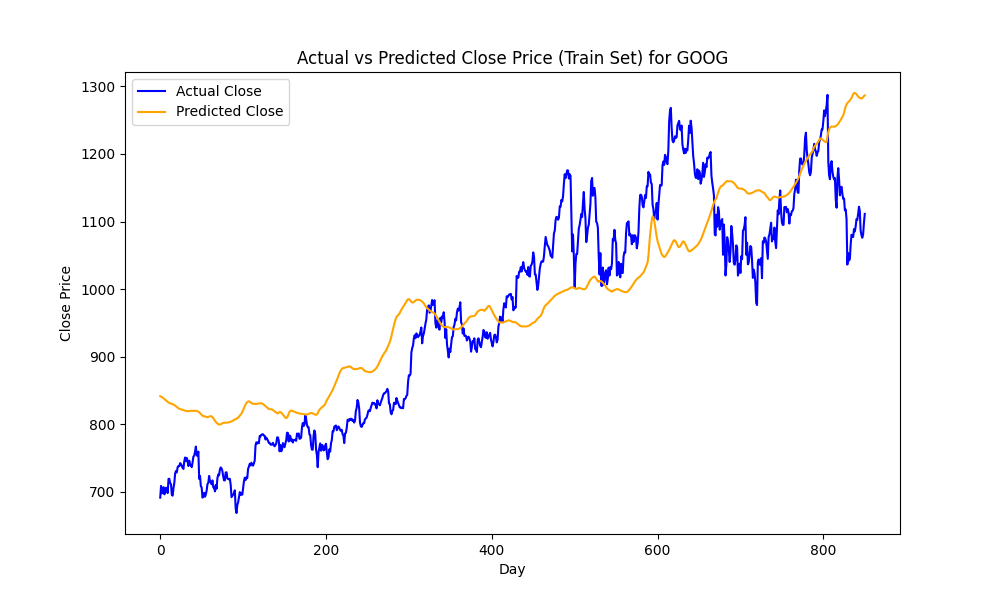 Actual vs Predicted Close Price (Train Set) for GOOG
Actual Close
Predicted Close
1300
1200
1100
1000
900
800
700
Close Price
0 200 400 600 800
Day